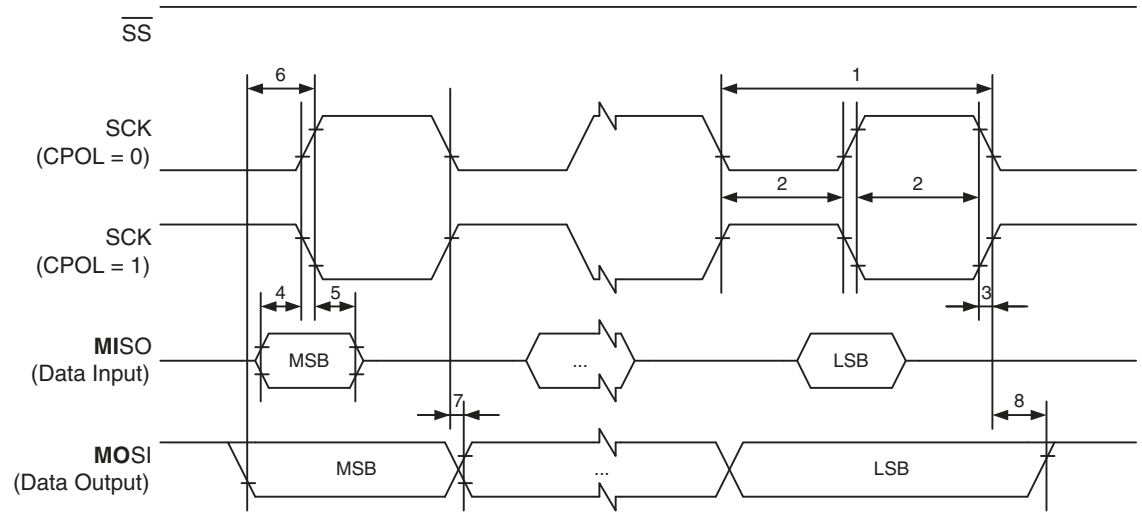 SS
6
1
SCK
(CPOL = 0)
2
2
SCK
(CPOL = 1)
4
5
3
MISO
(Data Input)
MSB
...
LSB
7
8
MOSI
(Data Output)
MSB
...
LSB